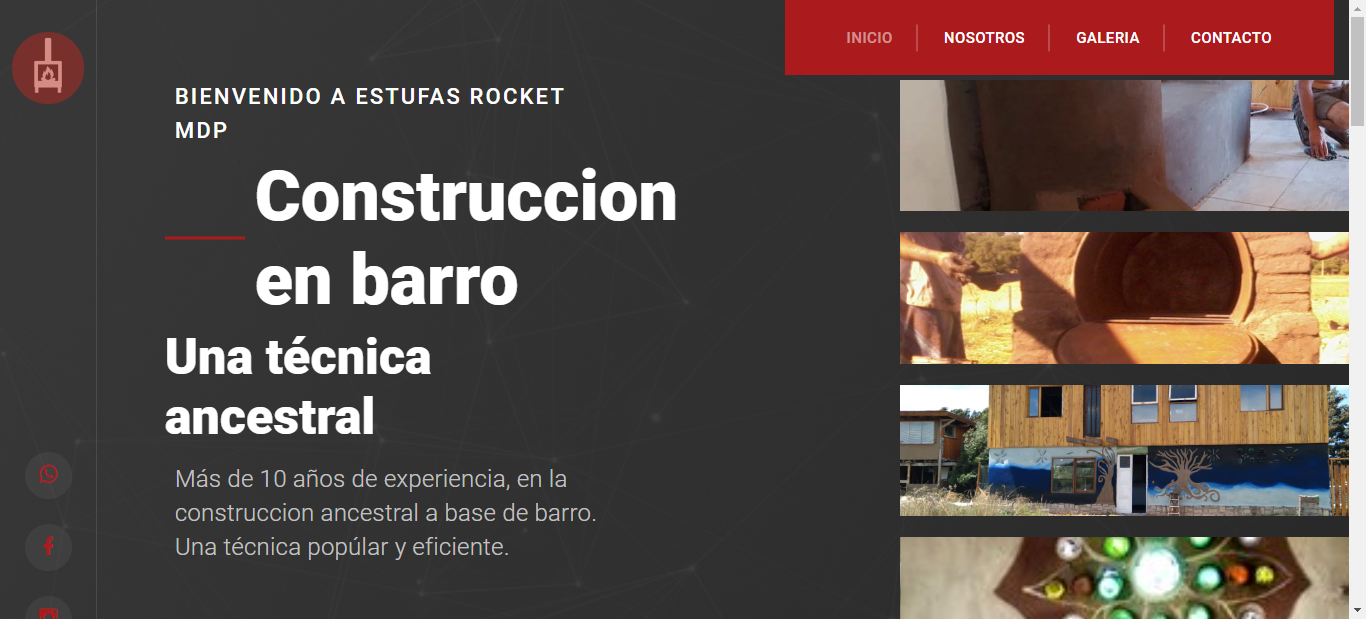 INICIO
NOSOTROS
GALERIA
CONTACTO
BIENVENIDO A ESTUFAS ROCKET
MDP
Construccion
en barro
Una técnica
ancestral
Más de 10 años de experiencia, en la
construccion ancestral a base de barro.
Una técnica popúlar y eficiente.